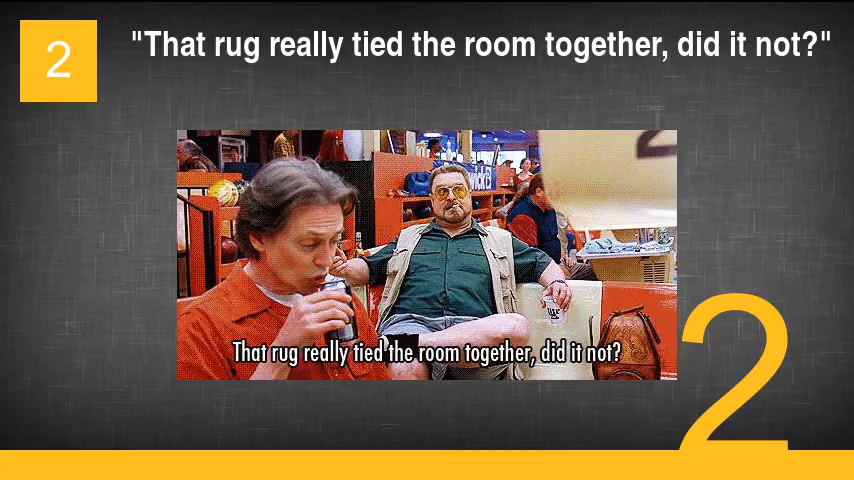 2
"That rug really tied the room together, did it not?"
2
That rug really tied the room together, did it not?
2